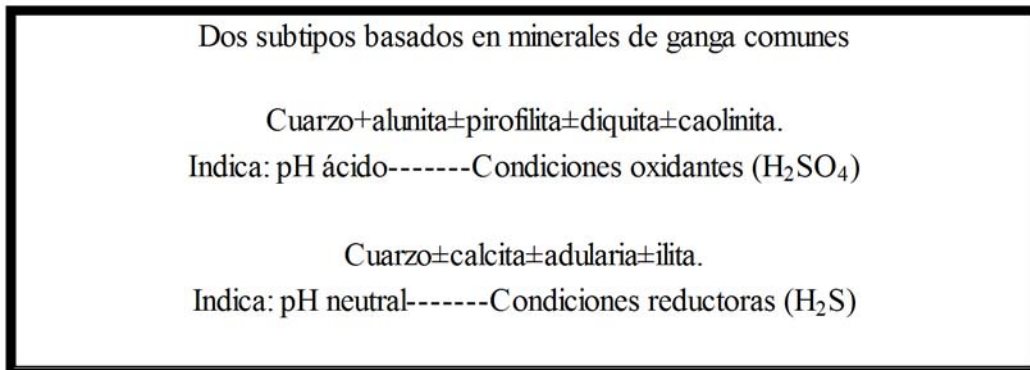 Dos subtipos basados en minerales de ganga comunes
Cuarzo+alunita±pirofilita±diquita±caolinita.
Indica: pH ácido-------Condiciones oxidantes (H₂SO₄)
Cuarzo±calcita±adularia±ilita.
Indica: pH neutral-------Condiciones reductoras (H₂S)